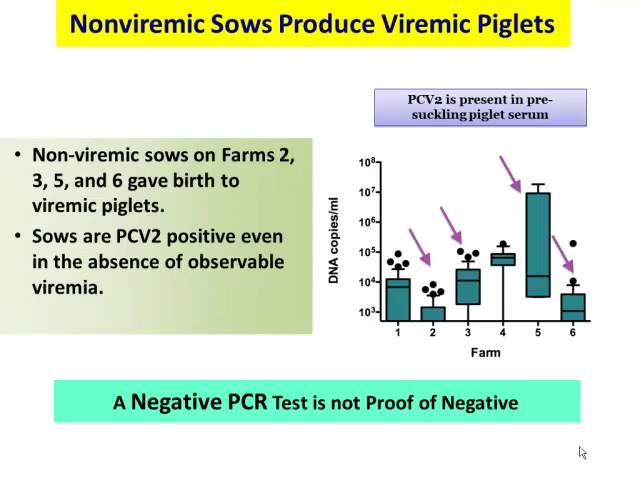 Nonviremic Sows Produce Viremic Piglets
PCV2 is present in pre-
suckling piglet serum
• Non-viremic sows on Farms 2,
3, 5, and 6 gave birth to
viremic piglets.
• Sows are PCV2 positive even
in the absence of observable
viremia.
DNA copies/ml
10⁸
10⁷
10⁶
10⁵
10⁴
10³
1 2 3 4 5 6
Farm
A Negative PCR Test is not Proof of Negative